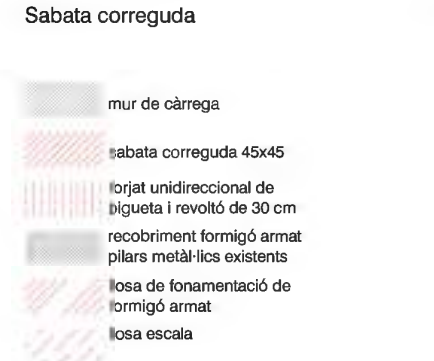 Sabata correguda
mur de càrrega
sabata correguda 45x45
forjat unidireccional de
bigueta i revoltó de 30 cm
recobriment formigó armat
pilars metàl·lics existents
llosa de fonamentació de
formigó armat
llosa escala